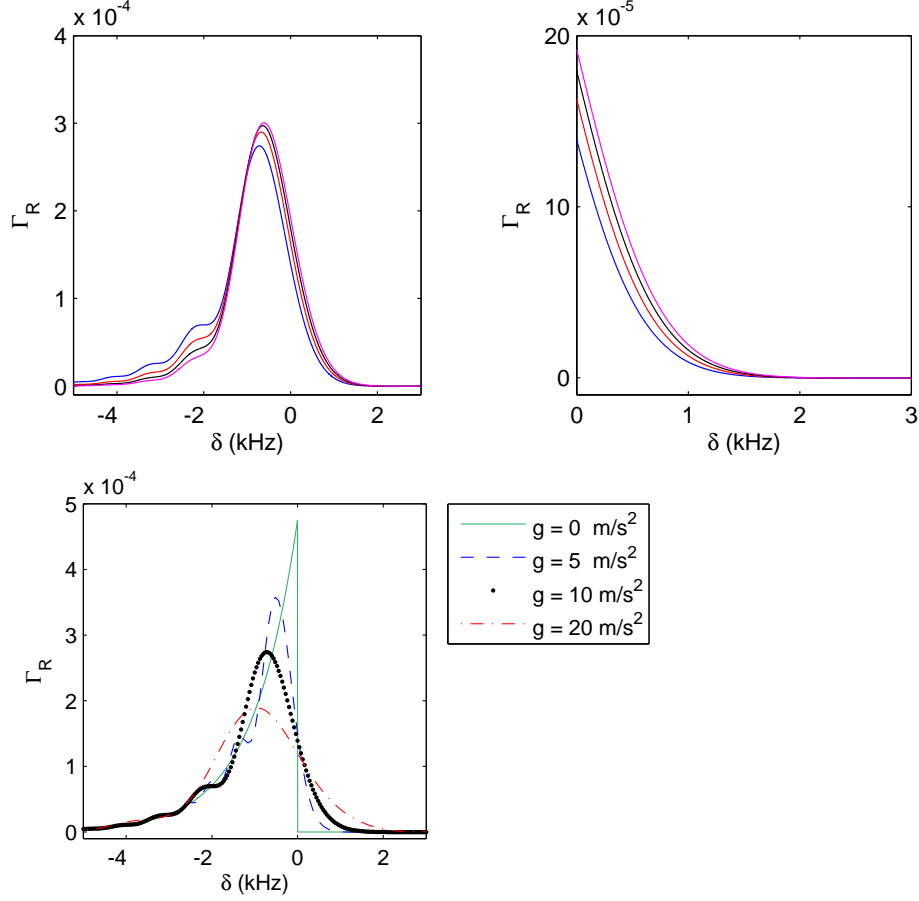 x 10^-4
4
3
2
1
0
Γ_R
-4 -2 0 2
δ (kHz)
x 10^-5
20
10
0
Γ_R
0 1 2 3
δ (kHz)
x 10^-4
5
4
3
2
1
0
Γ_R
-4 -2 0 2
δ (kHz)
g = 0 m/s^2
g = 5 m/s^2
g = 10 m/s^2
g = 20 m/s^2